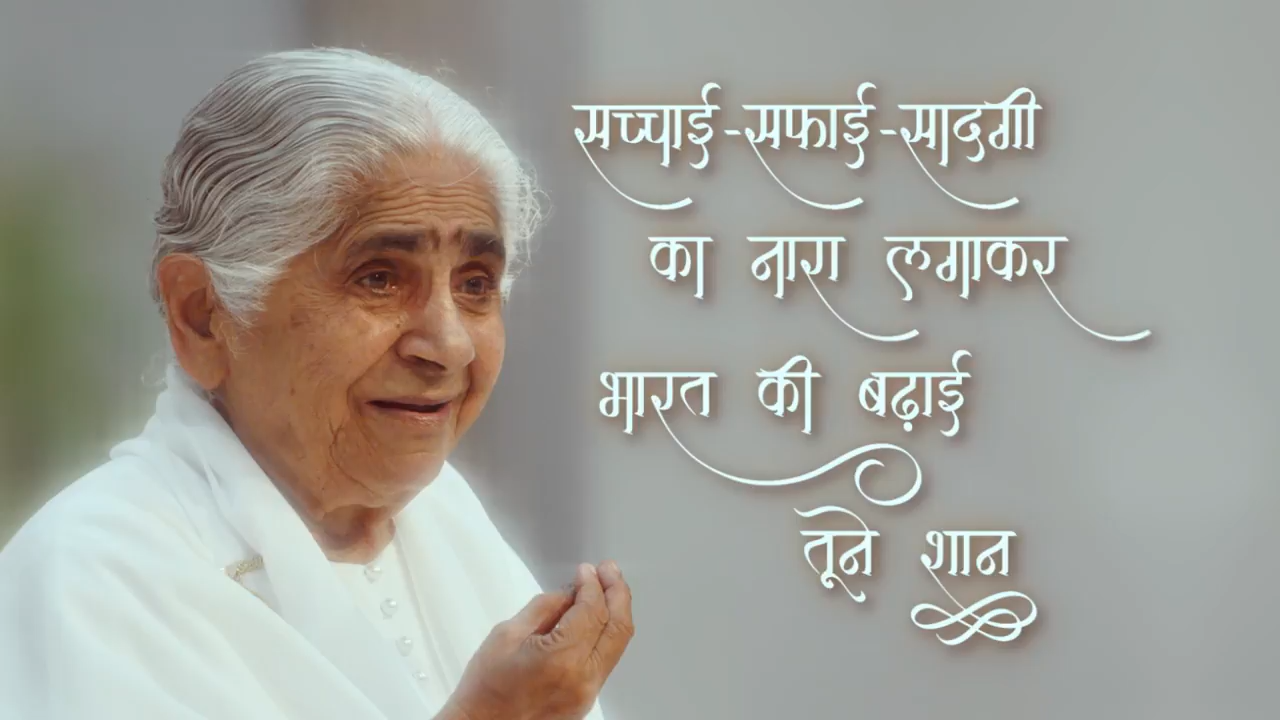 सच्चाई-सफाई-सादगी
का नारा लगाकर
भारत की बढ़ाई
तूने शान